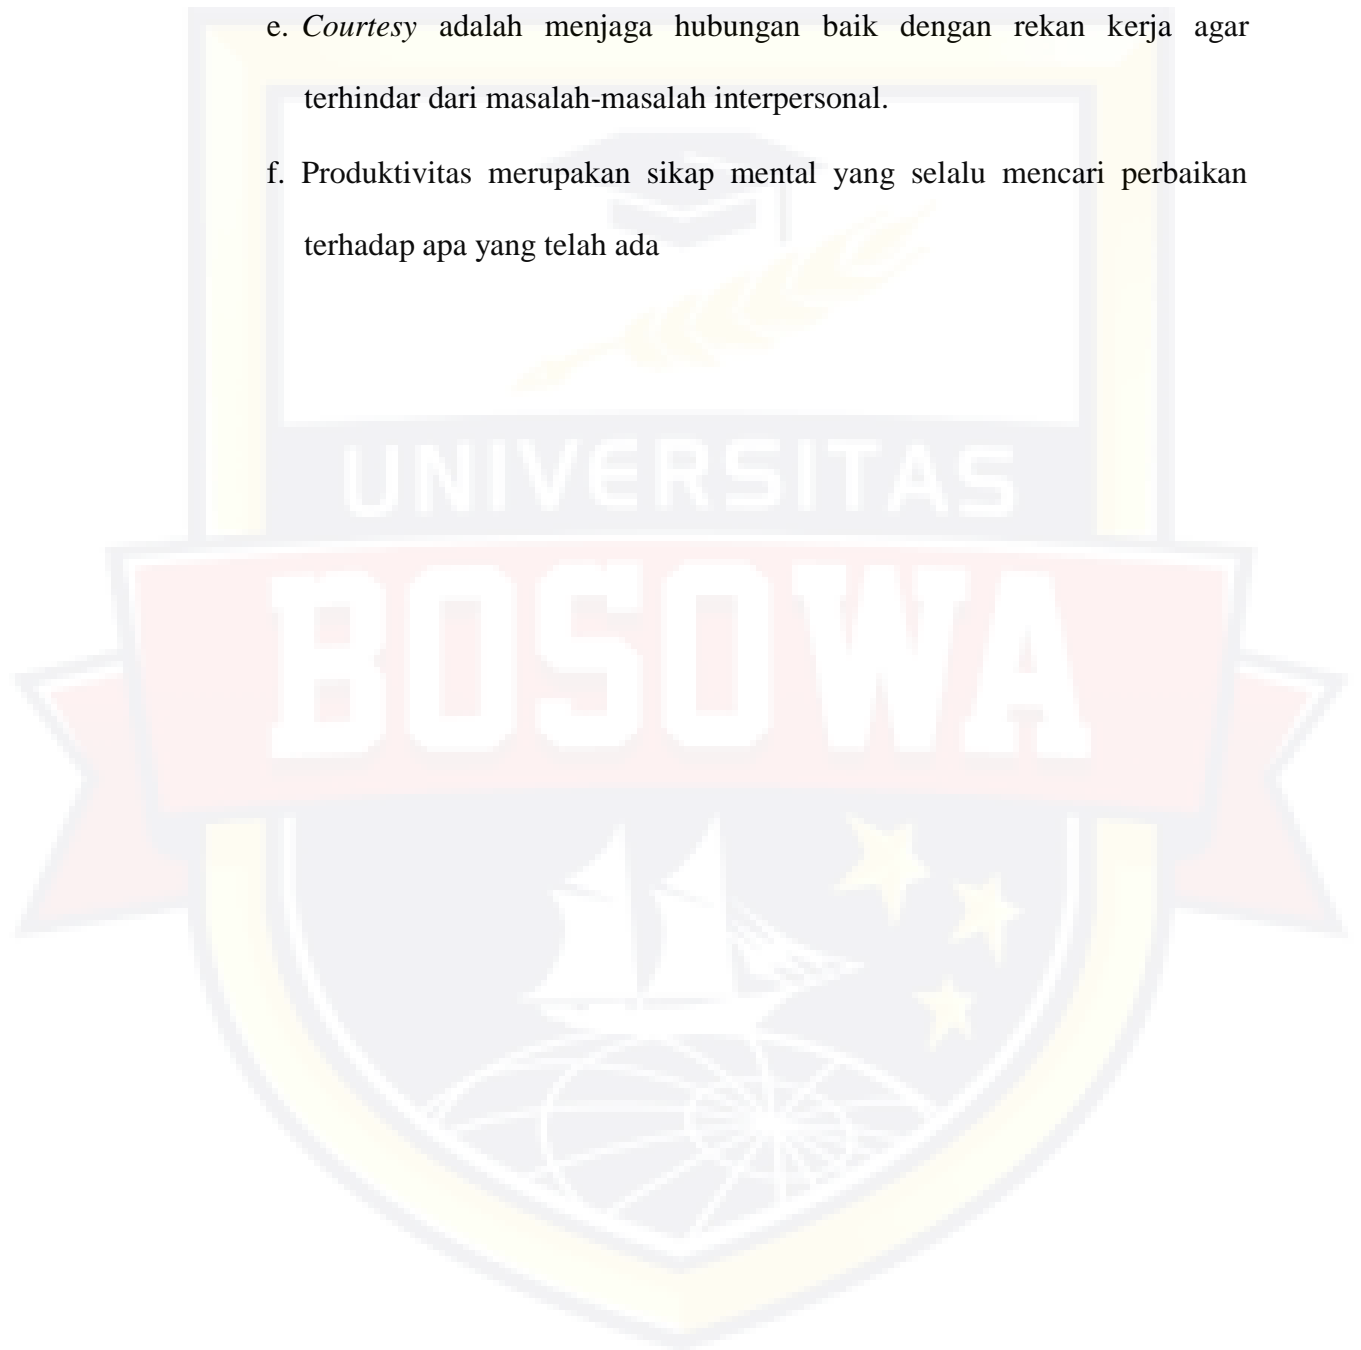 e. Courtesy adalah menjaga hubungan baik dengan rekan kerja agar
terhindar dari masalah-masalah interpersonal.
f. Produktivitas merupakan sikap mental yang selalu mencari perbaikan
terhadap apa yang telah ada
UNIVERSITAS
BOSOWA